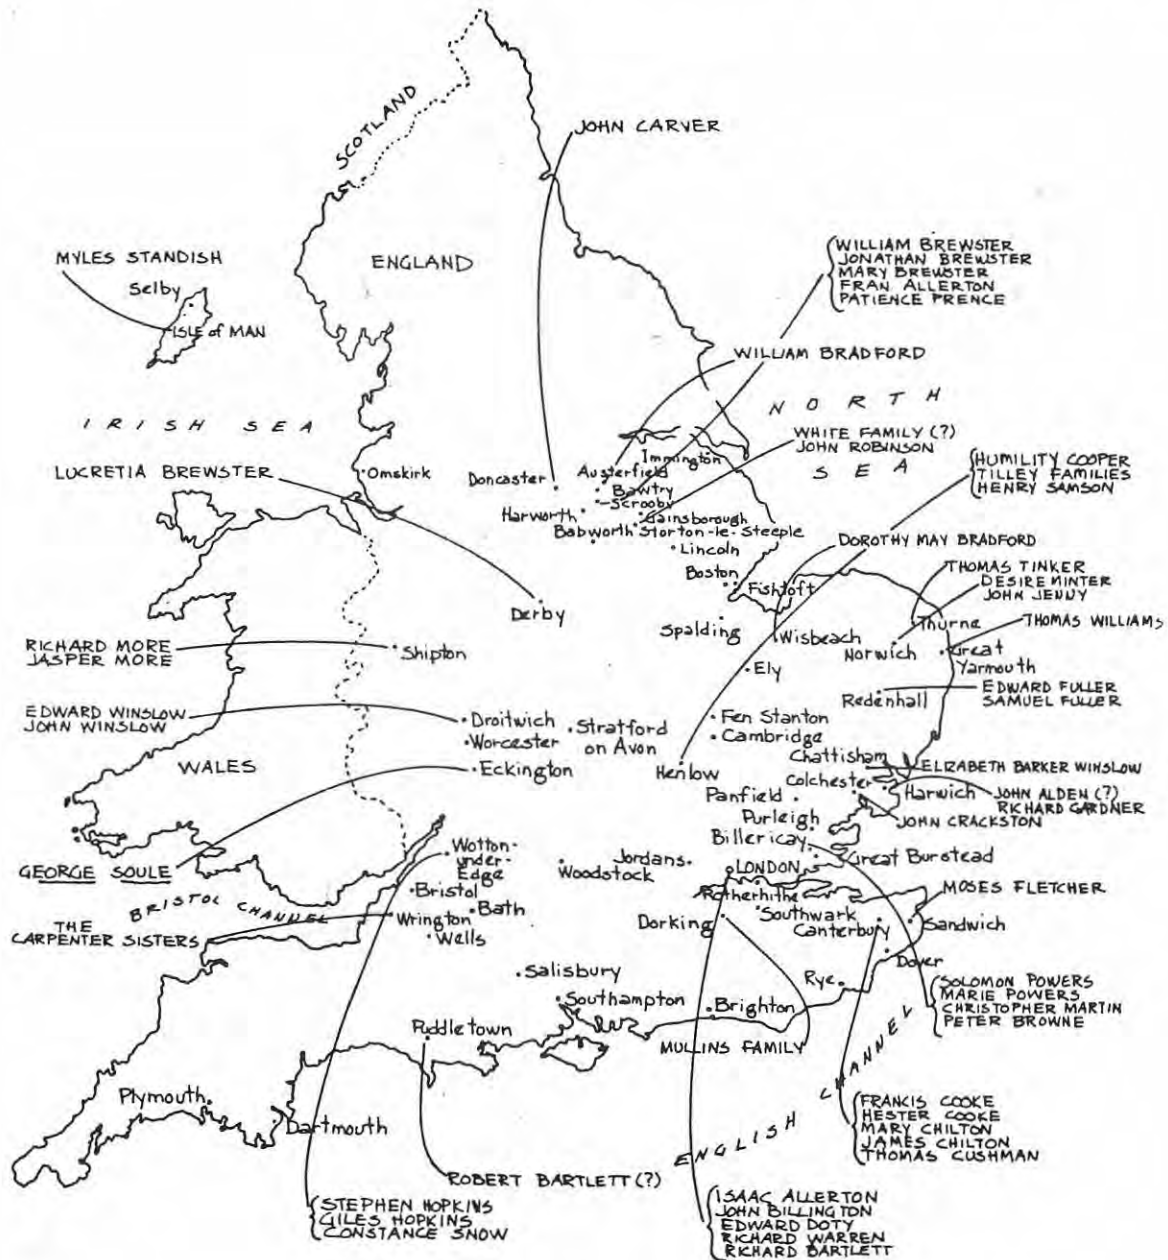 SCOTLAND
JOHN CARVER
MYLES STANDISH
Selby
ISLE of MAN
ENGLAND
WILLIAM BREWSTER
JONATHAN BREWSTER
MARY BREWSTER
FRAN. ALLERTON
PATIENCE PRENCE
WILLIAM BRADFORD
NORTH
SEA
IRISH SEA
WHITE FAMILY (?)
JOHN ROBINSON
LUCRETIA BREWSTER
Omskirk
Doncaster
Immington
Austerfield
Bawtry
Scrooby
Harworth
Gainsborough
Babworth
Storton-le-Steeple
Lincoln
HUMILITY COOPER
TILLEY FAMILIES
HENRY SAMSON
DOROTHY MAY BRADFORD
Boston
Fishtoft
THOMAS TINKER
DESIRE MINTER
JOHN JENNY
Derby
Spalding
Wisbeach
Thurne
Norwich
THOMAS WILLIAMS
Great
Yarmouth
RICHARD MORE
JASPER MORE
Shipton
Ely
Redenhall
EDWARD FULLER
SAMUEL FULLER
EDWARD WINSLOW
JOHN WINSLOW
Droitwich
Worcester
Stratford
on Avon
Fen Stanton
Cambridge
WALES
Eckington
Henlow
Chattisham
ELIZABETH BARKER WINSLOW
Colchester
Harwich
JOHN ALDEN (?)
RICHARD GARDNER
Panfield
JOHN CRACKSTON
Purleigh
Billericay
Great Burstead
GEORGE SOULE
Wotton-
under-
Edge
Woodstock
Jordans
LONDON
Rotherhithe
MOSES FLETCHER
BRISTOL CHANNEL
Bristol
Bath
Wrington
Wells
THE
CARPENTER SISTERS
Dorking
Southwark
Canterbury
Sandwich
Dover
Salisbury
Southampton
Rye
Brighton
SOLOMON POWERS
MARIE POWERS
CHRISTOPHER MARTIN
PETER BROWNE
Puddletown
MULLINS FAMILY
ENGLISH CHANNEL
Plymouth
Dartmouth
FRANCIS COOKE
HESTER COOKE
MARY CHILTON
JAMES CHILTON
THOMAS CUSHMAN
ROBERT BARTLETT (?)
STEPHEN HOPKINS
GILES HOPKINS
CONSTANCE SNOW
ISAAC ALLERTON
JOHN BILLINGTON
EDWARD DOTY
RICHARD WARREN
RICHARD BARTLETT